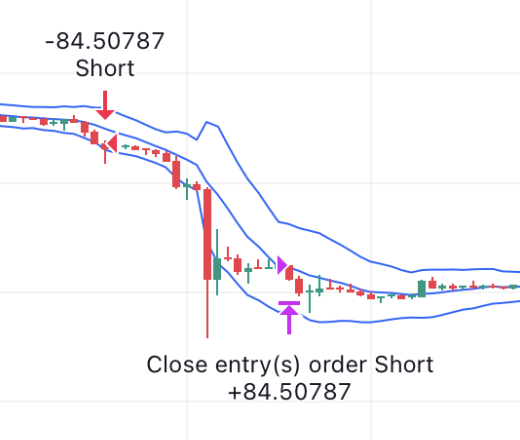 -84.50787
Short
Close entry(s) order Short
+84.50787